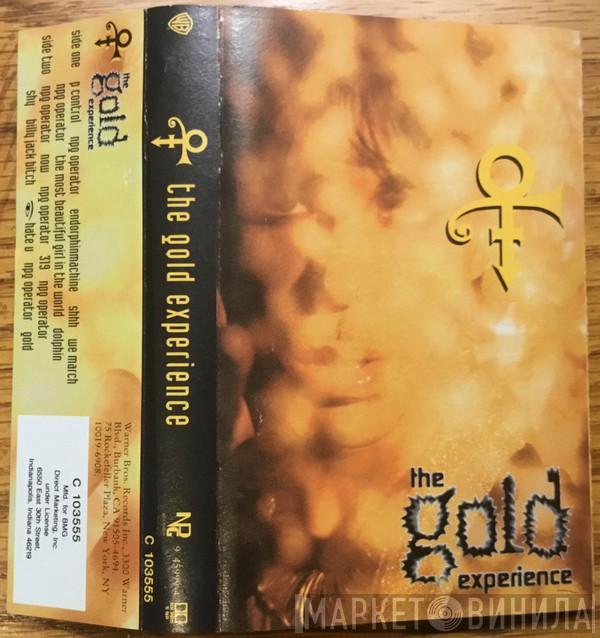 the
gold
experience
side one p control npg operator endorphinmachine shhh we march
npg operator the most beautiful girl in the world dolphin
side two npg operator now npg operator 319 npg operator
shy billy jack bitch hate u npg operator gold
C 103555
Mfd. for BMG
Direct Marketing, Inc.
under License
6550 East 30th Street,
Indianapolis, Indiana 46219
WB
the gold experience
Warner Bros. Records Inc., 3300 Warner
Blvd., Burbank, CA 91505-4694.
75 Rockefeller Plaza, New York, NY
10019-6908.
C 103555
the
gold
experience
МАРКЕТ ВИНИЛА